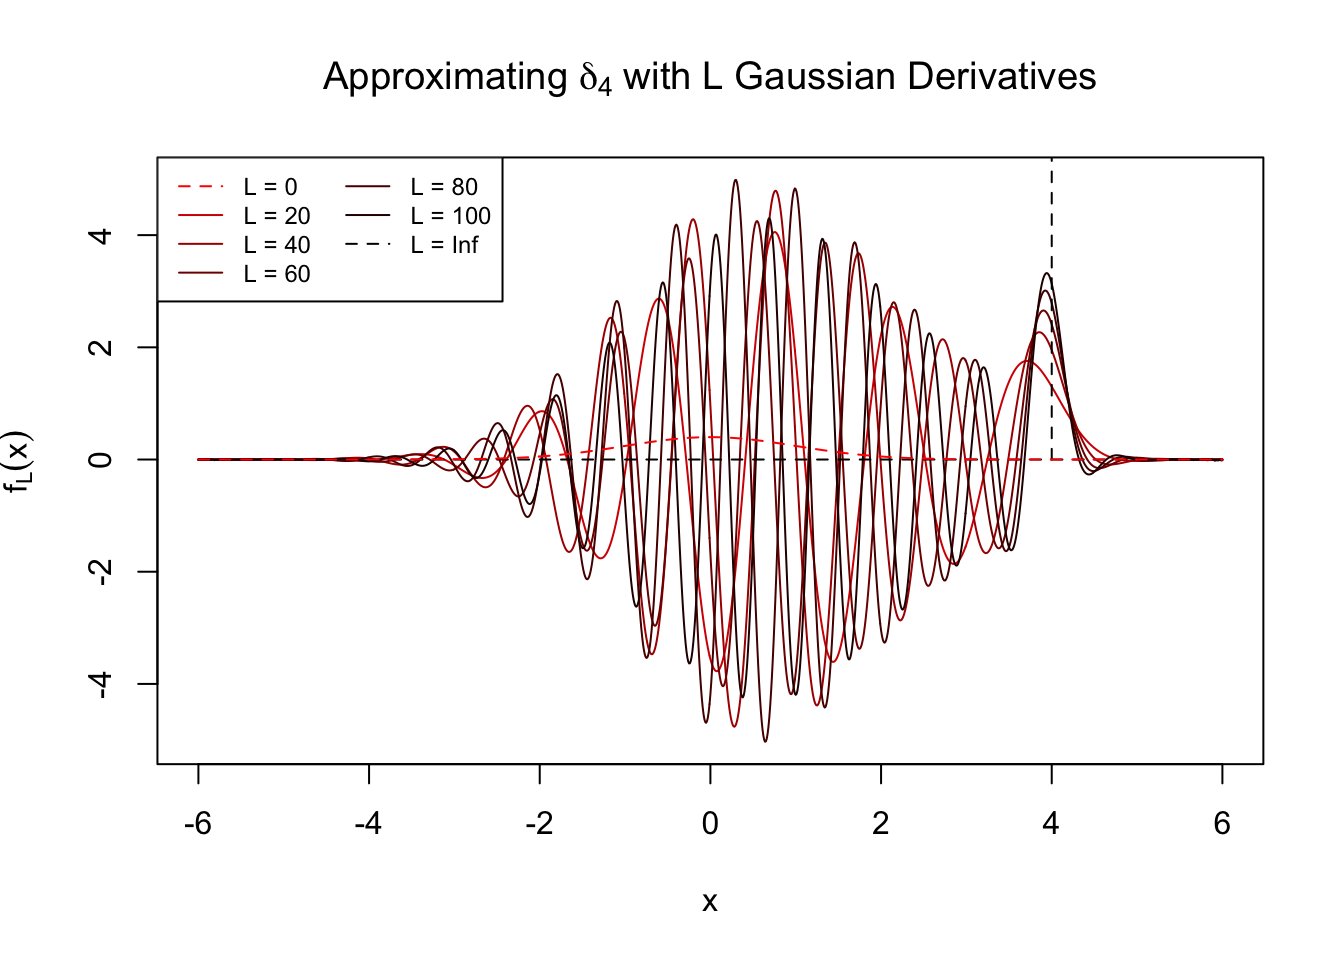 Approximating δ₄ with L Gaussian Derivatives
L = 0
L = 20
L = 40
L = 60
L = 80
L = 100
L = Inf
f_L(x)
4
2
0
-2
-4
-6 -4 -2 0 2 4 6
x